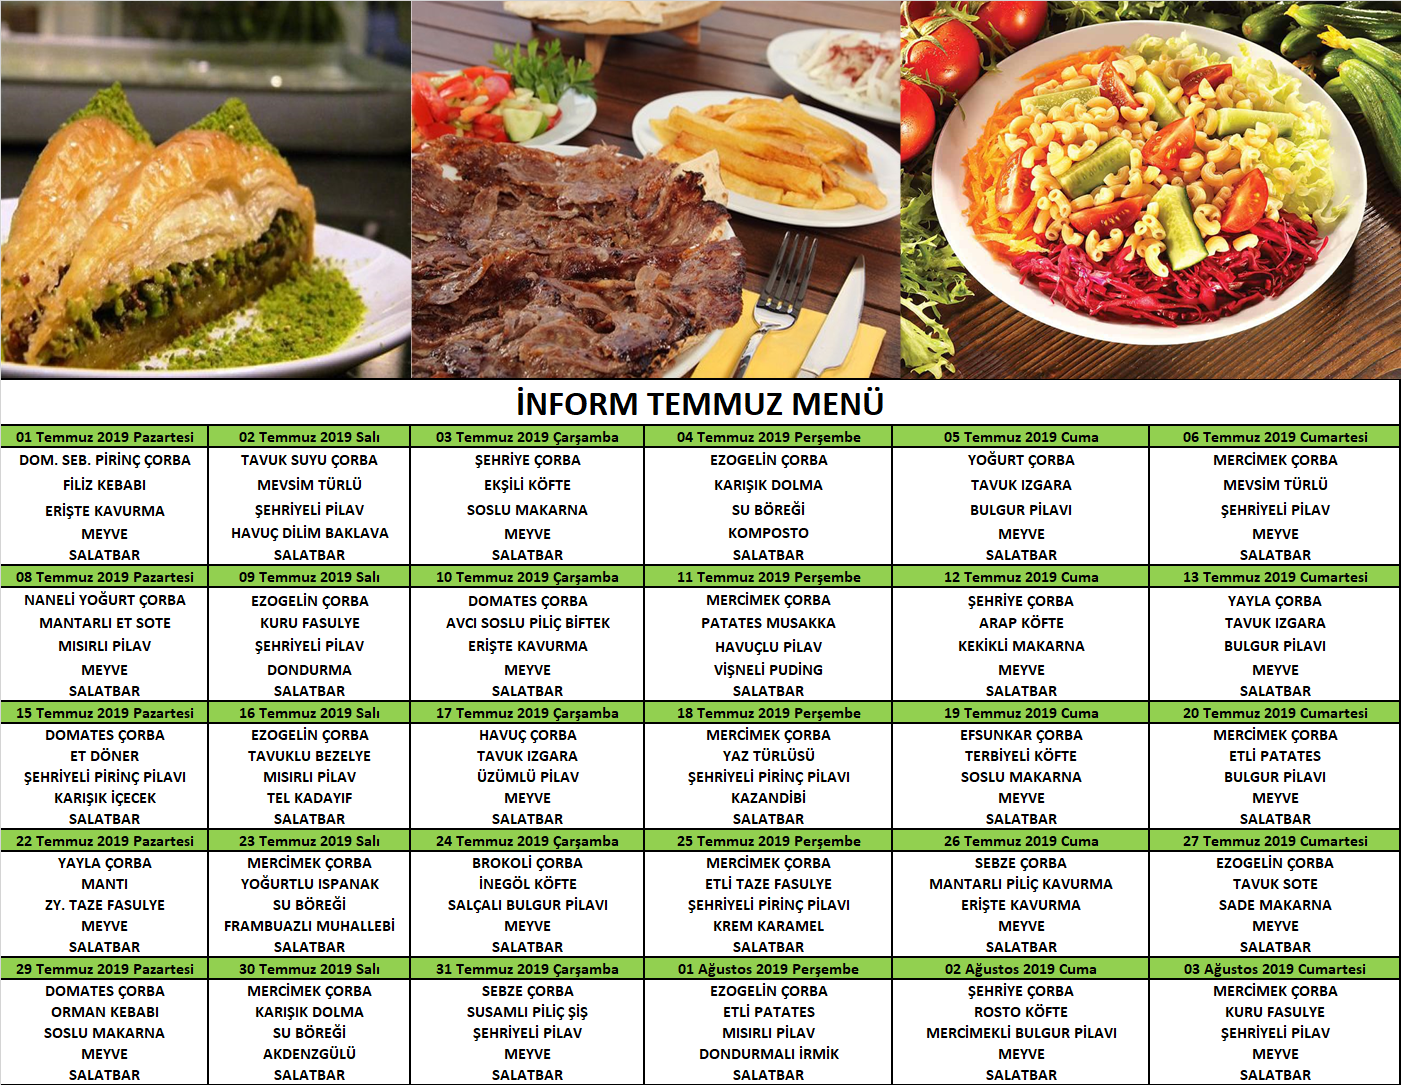 İNFORM TEMMUZ MENÜ
01 Temmuz 2019 Pazartesi 02 Temmuz 2019 Salı 03 Temmuz 2019 Çarşamba 04 Temmuz 2019 Perşembe 05 Temmuz 2019 Cuma 06 Temmuz 2019 Cumartesi
DOM. SEB. PİRİNÇ ÇORBA TAVUK SUYU ÇORBA ŞEHRİYE ÇORBA EZOGELİN ÇORBA YOĞURT ÇORBA MERCİMEK ÇORBA
FİLİZ KEBABI MEVSİM TÜRLÜ EKŞİLİ KÖFTE KARIŞIK DOLMA TAVUK IZGARA MEVSİM TÜRLÜ
ERİŞTE KAVURMA ŞEHRİYELİ PİLAV SOSLU MAKARNA SU BÖREĞİ BULGUR PİLAVI ŞEHRİYELİ PİLAV
MEYVE HAVUÇ DİLİM BAKLAVA MEYVE KOMPOSTO MEYVE MEYVE
SALATBAR SALATBAR SALATBAR SALATBAR SALATBAR SALATBAR
08 Temmuz 2019 Pazartesi 09 Temmuz 2019 Salı 10 Temmuz 2019 Çarşamba 11 Temmuz 2019 Perşembe 12 Temmuz 2019 Cuma 13 Temmuz 2019 Cumartesi
NANELİ YOĞURT ÇORBA EZOGELİN ÇORBA DOMATES ÇORBA MERCİMEK ÇORBA ŞEHRİYE ÇORBA YAYLA ÇORBA
MANTARLI ET SOTE KURU FASULYE AVCI SOSLU PİLİÇ BİFTEK PATATES MUSAKKA ARAP KÖFTE TAVUK IZGARA
MISIRLI PİLAV ŞEHRİYELİ PİLAV ERİŞTE KAVURMA HAVUÇLU PİLAV KEKİKLİ MAKARNA BULGUR PİLAVI
MEYVE DONDURMA MEYVE VİŞNELİ PUDİNG MEYVE MEYVE
SALATBAR SALATBAR SALATBAR SALATBAR SALATBAR SALATBAR
15 Temmuz 2019 Pazartesi 16 Temmuz 2019 Salı 17 Temmuz 2019 Çarşamba 18 Temmuz 2019 Perşembe 19 Temmuz 2019 Cuma 20 Temmuz 2019 Cumartesi
DOMATES ÇORBA EZOGELİN ÇORBA HAVUÇ ÇORBA MERCİMEK ÇORBA EFSUNKAR ÇORBA MERCİMEK ÇORBA
ET DÖNER TAVUKLU BEZELYE TAVUK IZGARA YAZ TÜRLÜSÜ TERBİYELİ KÖFTE ETLİ PATATES
ŞEHRİYELİ PİRİNÇ PİLAVI MISIRLI PİLAV ÜZÜMLÜ PİLAV ŞEHRİYELİ PİRİNÇ PİLAVI SOSLU MAKARNA BULGUR PİLAVI
KARIŞIK İÇECEK TEL KADAYIF MEYVE KAZANDİBİ MEYVE MEYVE
SALATBAR SALATBAR SALATBAR SALATBAR SALATBAR SALATBAR
22 Temmuz 2019 Pazartesi 23 Temmuz 2019 Salı 24 Temmuz 2019 Çarşamba 25 Temmuz 2019 Perşembe 26 Temmuz 2019 Cuma 27 Temmuz 2019 Cumartesi
YAYLA ÇORBA MERCİMEK ÇORBA BROKOLİ ÇORBA MERCİMEK ÇORBA SEBZE ÇORBA EZOGELİN ÇORBA
MANTI YOĞURTLU ISPANAK İNEGÖL KÖFTE ETLİ TAZE FASULYE MANTARLI PİLİÇ KAVURMA TAVUK SOTE
ZY. TAZE FASULYE SU BÖREĞİ SALÇALI BULGUR PİLAVI ŞEHRİYELİ PİRİNÇ PİLAVI ERİŞTE KAVURMA SADE MAKARNA
MEYVE FRAMBUAZLI MUHALLEBİ MEYVE KREM KARAMEL MEYVE MEYVE
SALATBAR SALATBAR SALATBAR SALATBAR SALATBAR SALATBAR
29 Temmuz 2019 Pazartesi 30 Temmuz 2019 Salı 31 Temmuz 2019 Çarşamba 01 Ağustos 2019 Perşembe 02 Ağustos 2019 Cuma 03 Ağustos 2019 Cumartesi
DOMATES ÇORBA MERCİMEK ÇORBA SEBZE ÇORBA EZOGELİN ÇORBA ŞEHRİYE ÇORBA MERCİMEK ÇORBA
ORMAN KEBABI KARIŞIK DOLMA SUSAMLI PİLİÇ ŞİŞ ETLİ PATATES ROSTO KÖFTE KURU FASULYE
SOSLU MAKARNA SU BÖREĞİ ŞEHRİYELİ PİLAV MISIRLI PİLAV MERCİMEKLİ BULGUR PİLAVI ŞEHRİYELİ PİLAV
MEYVE AKDENZGÜLÜ MEYVE DONDURMALI İRMİK MEYVE MEYVE
SALATBAR SALATBAR SALATBAR SALATBAR SALATBAR SALATBAR